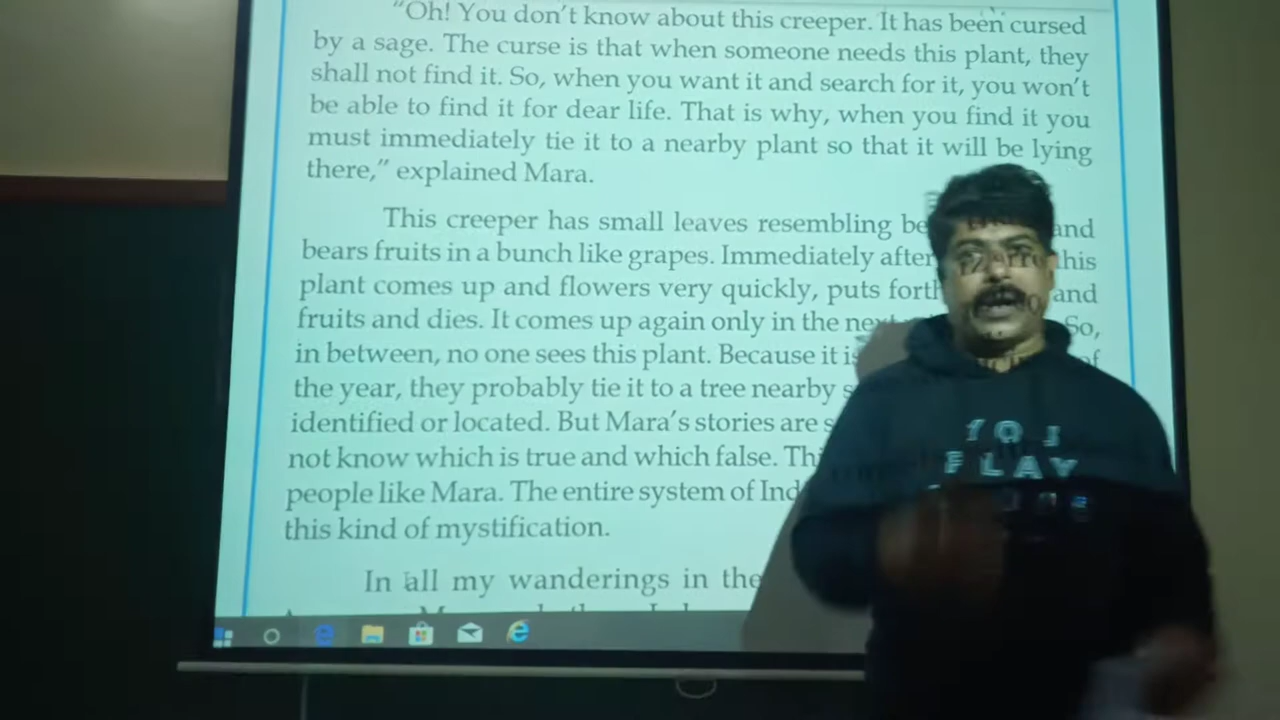 “Oh! You don’t know about this creeper. It has been cursed
by a sage. The curse is that when someone needs this plant, they
shall not find it. So, when you want it and search for it, you won’t
be able to find it for dear life. That is why, when you find it you
must immediately tie it to a nearby plant so that it will be lying
there,” explained Mara.
This creeper has small leaves resembling and
bears fruits in a bunch like grapes. Immediately after this
plant comes up and flowers very quickly, puts forth and
fruits and dies. It comes up again only in the So,
in between, no one sees this plant. Because it is of
the year, they probably tie it to a tree nearby
identified or located. But Mara’s stories are
not know which is true and which false.
people like Mara. The entire system of
this kind of mystification.
In all my wanderings in the